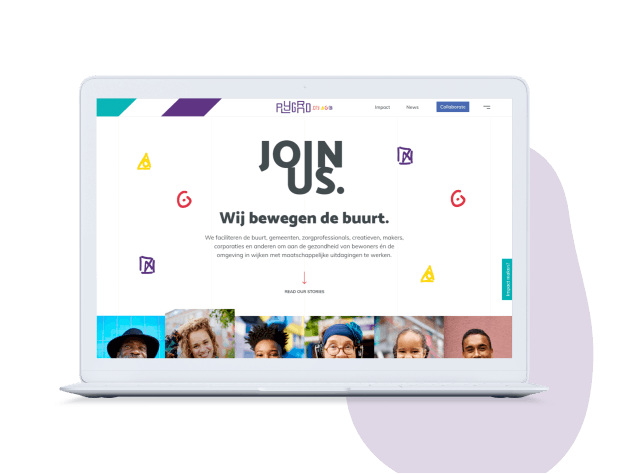 Impact
News
Collaborate
JOIN
US.
Wij bewegen de buurt.
We faciliteren de buurt, gemeenten, zorgprofessionals, creatieven, makers,
corporaties en anderen om aan de gezondheid van bewoners én de
omgeving in wijken met maatschappelijke uitdagingen te werken.
READ OUR STORIES